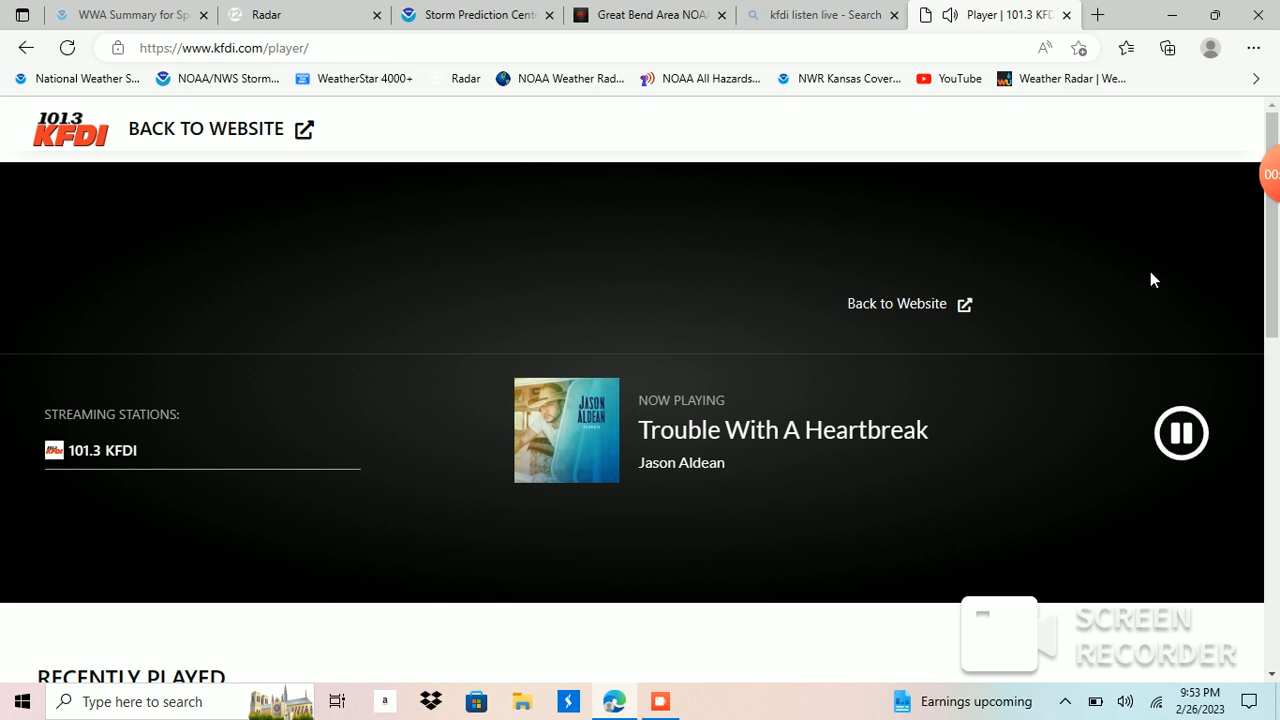 WWA Summary for Sp
Radar
Storm Prediction Cent
Great Bend Area NOA
kfdi listen live - Search
Player | 101.3 KFD
https://www.kfdi.com/player/
National Weather S...
NOAA/NWS Storm...
WeatherStar 4000+
Radar
NOAA Weather Rad...
NOAA All Hazards...
NWR Kansas Cover...
YouTube
Weather Radar | We...
101.3 KFDI
BACK TO WEBSITE
00:
Back to Website
STREAMING STATIONS:
101.3 KFDI
JASON ALDEAN
NOW PLAYING
Trouble With A Heartbreak
Jason Aldean
SCREEN
RECORDER
RECENTLY PLAYED
Type here to search
Earnings upcoming
9:53 PM
2/26/2023